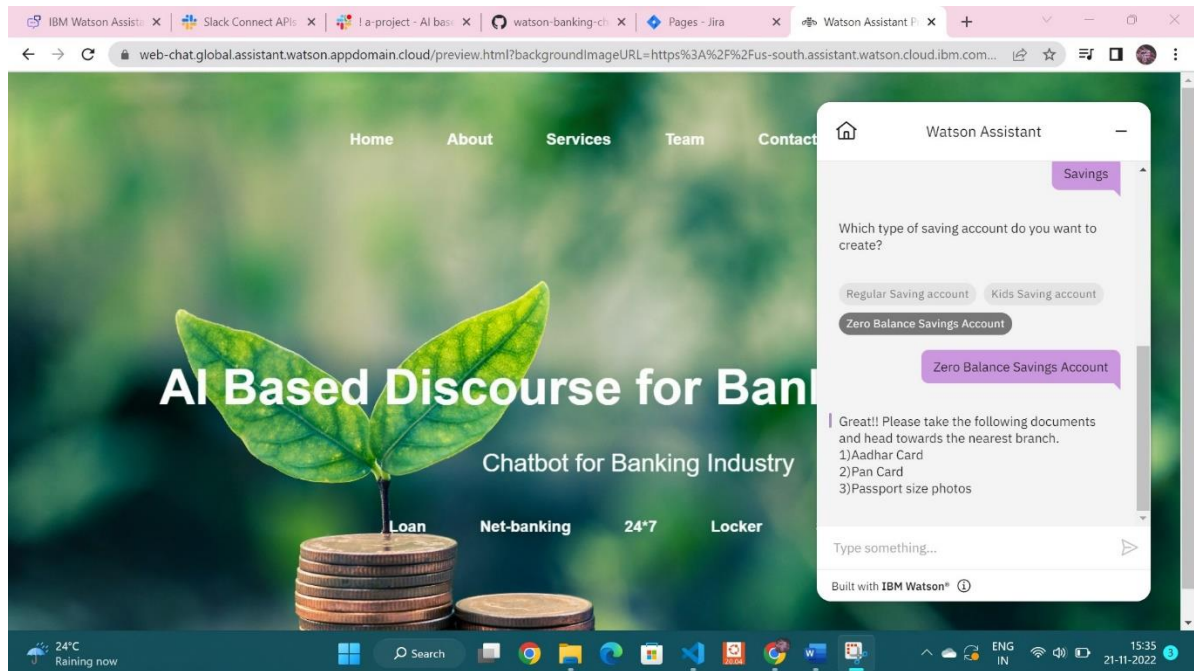 IBM Watson Assista
Slack Connect APIs
! a-project - AI base
watson-banking-ch
Pages - Jira
Watson Assistant P
web-chat.global.assistant.watson.appdomain.cloud/preview.html?backgroundImageURL=https%3A%2F%2Fus-south.assistant.watson.cloud.ibm.com...
Home About Services Team Contact
AI Based Discourse for Bank
Chatbot for Banking Industry
Loan Net-banking 24*7 Locker
Watson Assistant
Savings
Which type of saving account do you want to
create?
Regular Saving account Kids Saving account
Zero Balance Savings Account
Zero Balance Savings Account
Great!! Please take the following documents
and head towards the nearest branch.
1)Aadhar Card
2)Pan Card
3)Passport size photos
Type something...
Built with IBM Watson®
24°C
Raining now
Search
20.04
ENG
IN
15:35
21-11-2022
3